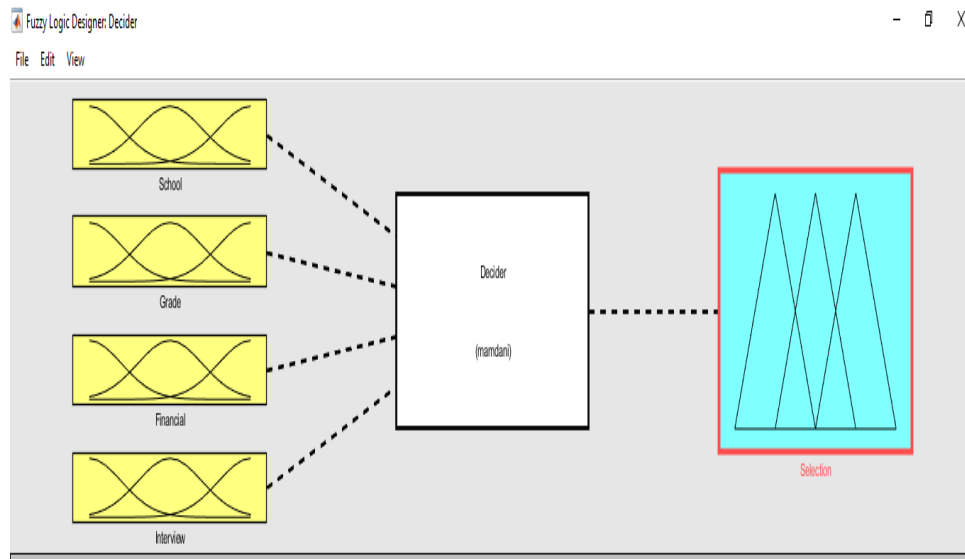 Fuzzy Logic Designer: Decider
File Edit View
School
Grade
Financial
Interview
Decider
(mamdani)
Selection